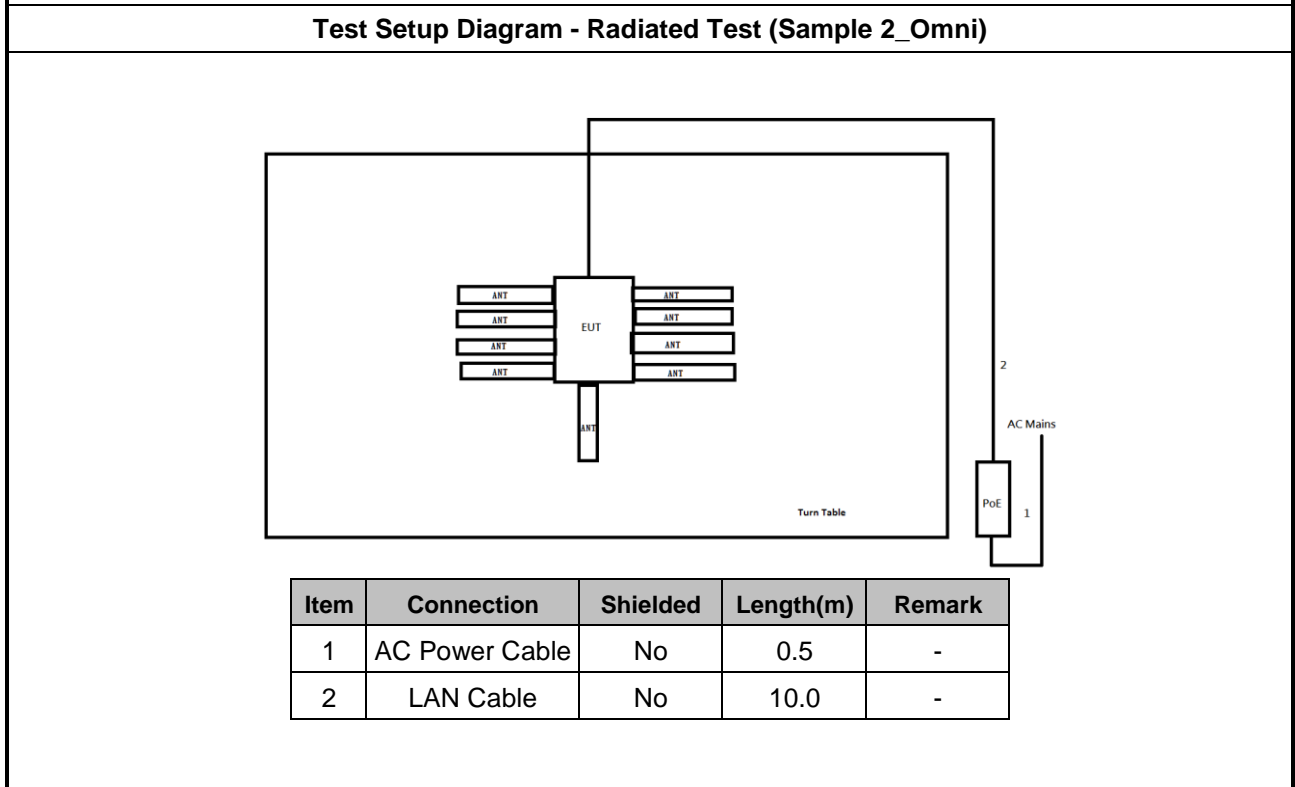 Test Setup Diagram - Radiated Test (Sample 2_Omni)
ANT
ANT
ANT
ANT
EUT
ANT
ANT
ANT
ANT
ANT
2
AC Mains
PoE
1
Turn Table
Item Connection Shielded Length(m) Remark
1 AC Power Cable No 0.5 -
2 LAN Cable No 10.0 -